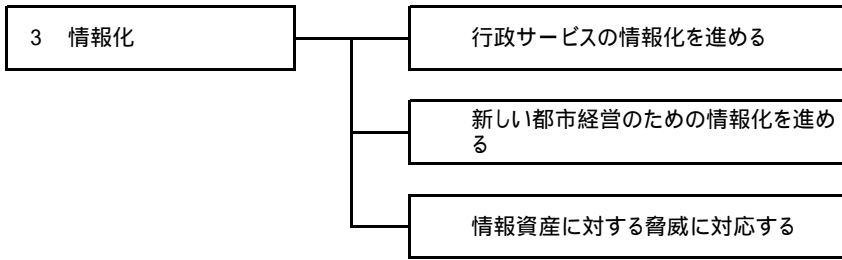 3 情報化
行政サービスの情報化を進める
新しい都市経営のための情報化を進め
る
情報資産に対する脅威に対応する